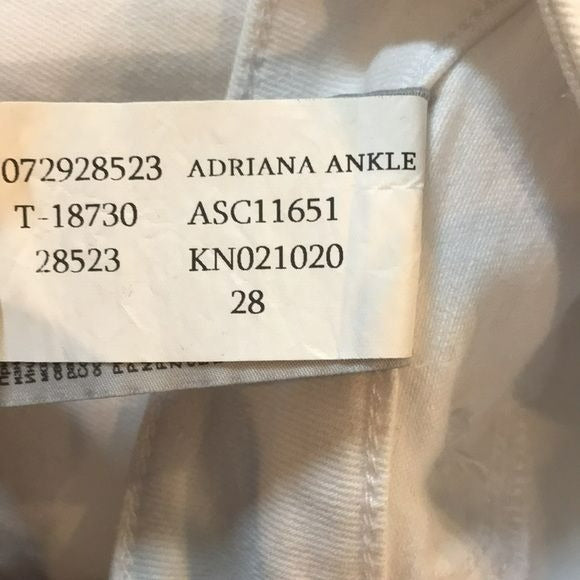 072928523 ADRIANA ANKLE
T-18730 ASC11651
28523 KN021020
28